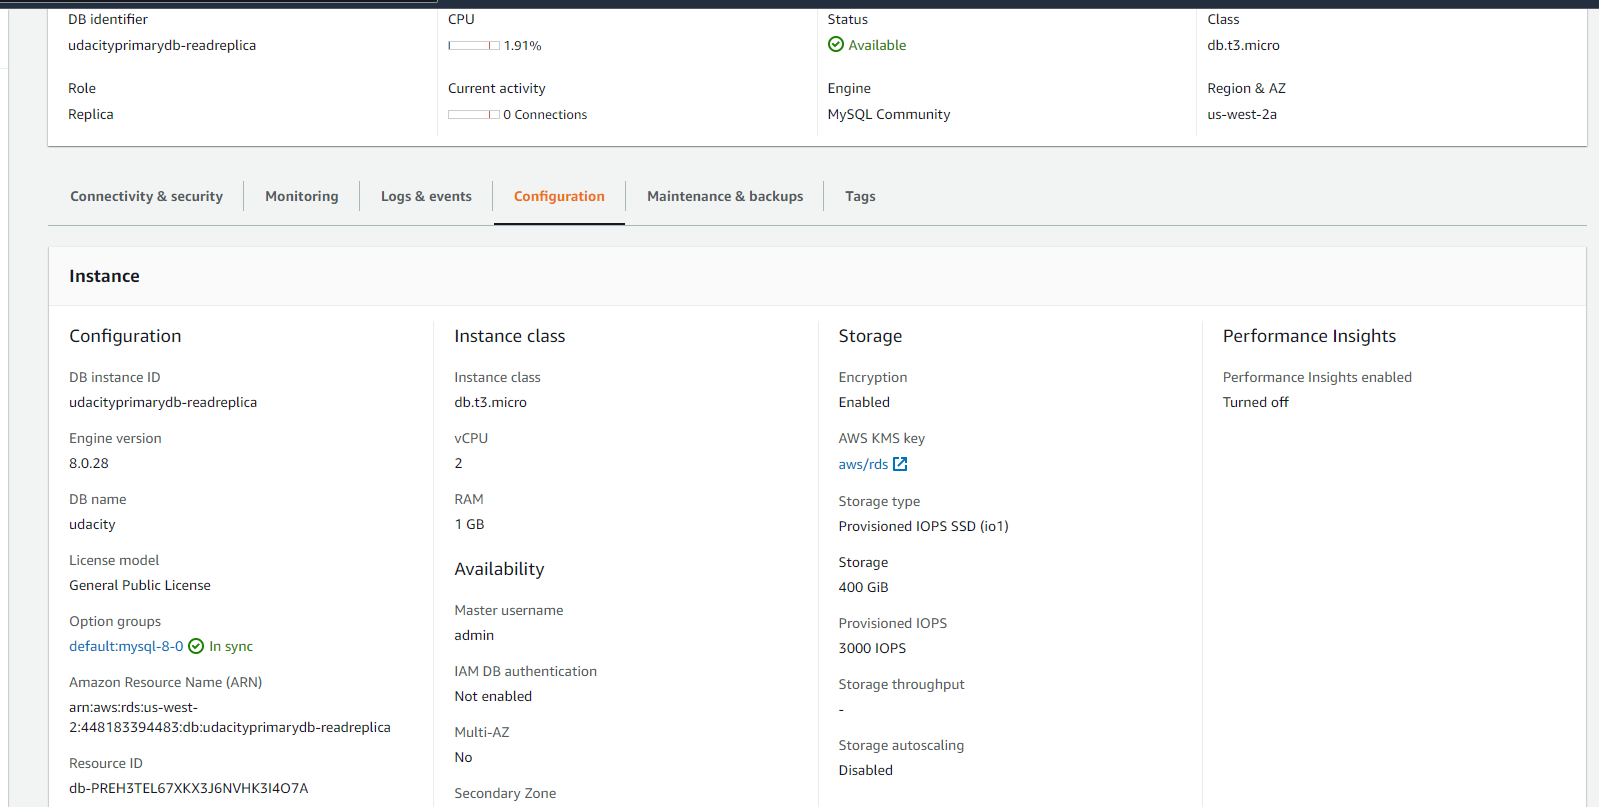 DB identifier
udacityprimarydb-readreplica
CPU
1.91%
Status
Available
Class
db.t3.micro
Role
Replica
Current activity
0 Connections
Engine
MySQL Community
Region & AZ
us-west-2a
Connectivity & security
Monitoring
Logs & events
Configuration
Maintenance & backups
Tags
Instance
Configuration
DB instance ID
udacityprimarydb-readreplica
Engine version
8.0.28
DB name
udacity
License model
General Public License
Option groups
default:mysql-8-0 In sync
Amazon Resource Name (ARN)
arn:aws:rds:us-west-
2:448183394483:db:udacityprimarydb-readreplica
Resource ID
db-PREH3TEL67XKX3J6NVHK3I4O7A
Instance class
Instance class
db.t3.micro
vCPU
2
RAM
1 GB
Availability
Master username
admin
IAM DB authentication
Not enabled
Multi-AZ
No
Secondary Zone
Storage
Encryption
Enabled
AWS KMS key
aws/rds
Storage type
Provisioned IOPS SSD (io1)
Storage
400 GiB
Provisioned IOPS
3000 IOPS
Storage throughput
-
Storage autoscaling
Disabled
Performance Insights
Performance Insights enabled
Turned off